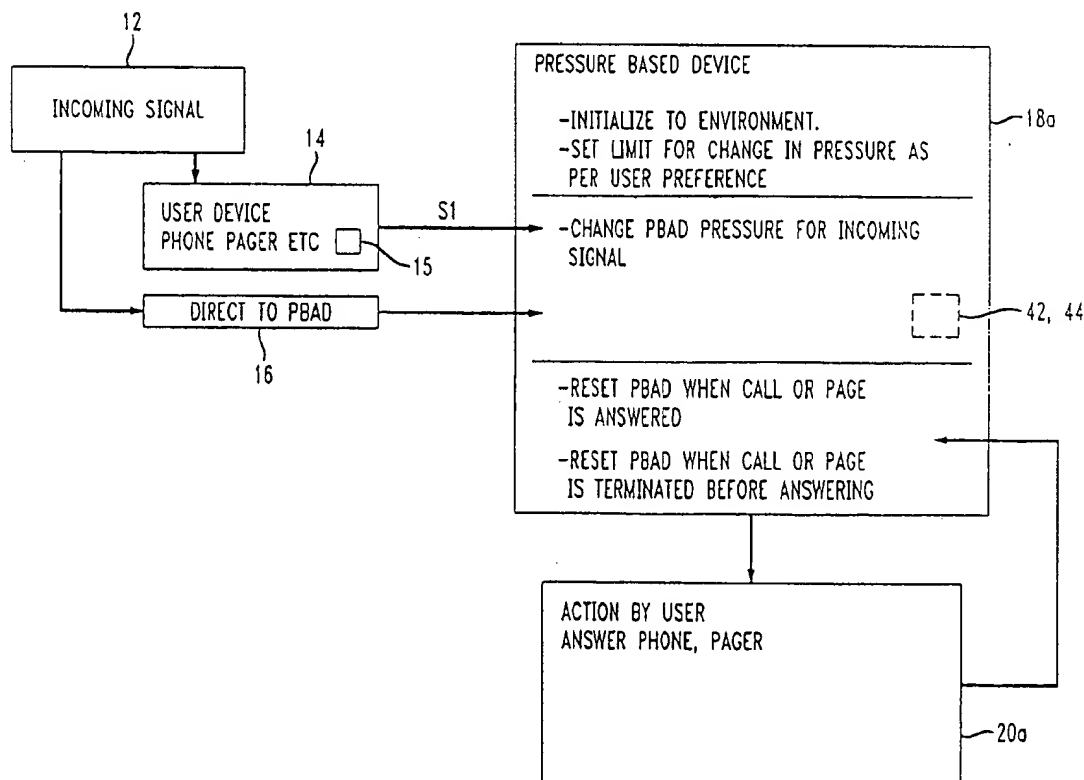 12
INCOMING SIGNAL
14
USER DEVICE
PHONE PAGER ETC
15
S1
DIRECT TO PBAD
16
PRESSURE BASED DEVICE
-INITIALIZE TO ENVIRONMENT.
-SET LIMIT FOR CHANGE IN PRESSURE AS
PER USER PREFERENCE
18a
-CHANGE PBAD PRESSURE FOR INCOMING
SIGNAL
42, 44
-RESET PBAD WHEN CALL OR PAGE
IS ANSWERED
-RESET PBAD WHEN CALL OR PAGE
IS TERMINATED BEFORE ANSWERING
ACTION BY USER
ANSWER PHONE, PAGER
20a